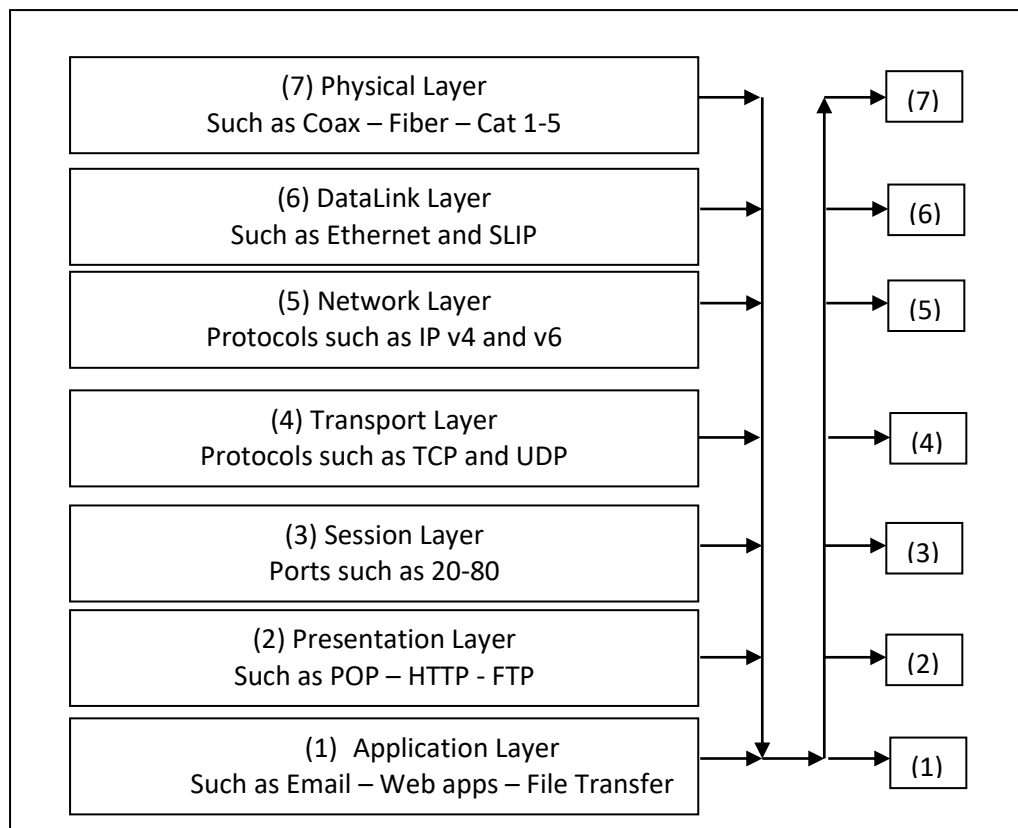 (7) Physical Layer
Such as Coax – Fiber – Cat 1-5
(7)
(6) DataLink Layer
Such as Ethernet and SLIP
(6)
(5) Network Layer
Protocols such as IP v4 and v6
(5)
(4) Transport Layer
Protocols such as TCP and UDP
(4)
(3) Session Layer
Ports such as 20-80
(3)
(2) Presentation Layer
Such as POP – HTTP - FTP
(2)
(1) Application Layer
Such as Email – Web apps – File Transfer
(1)